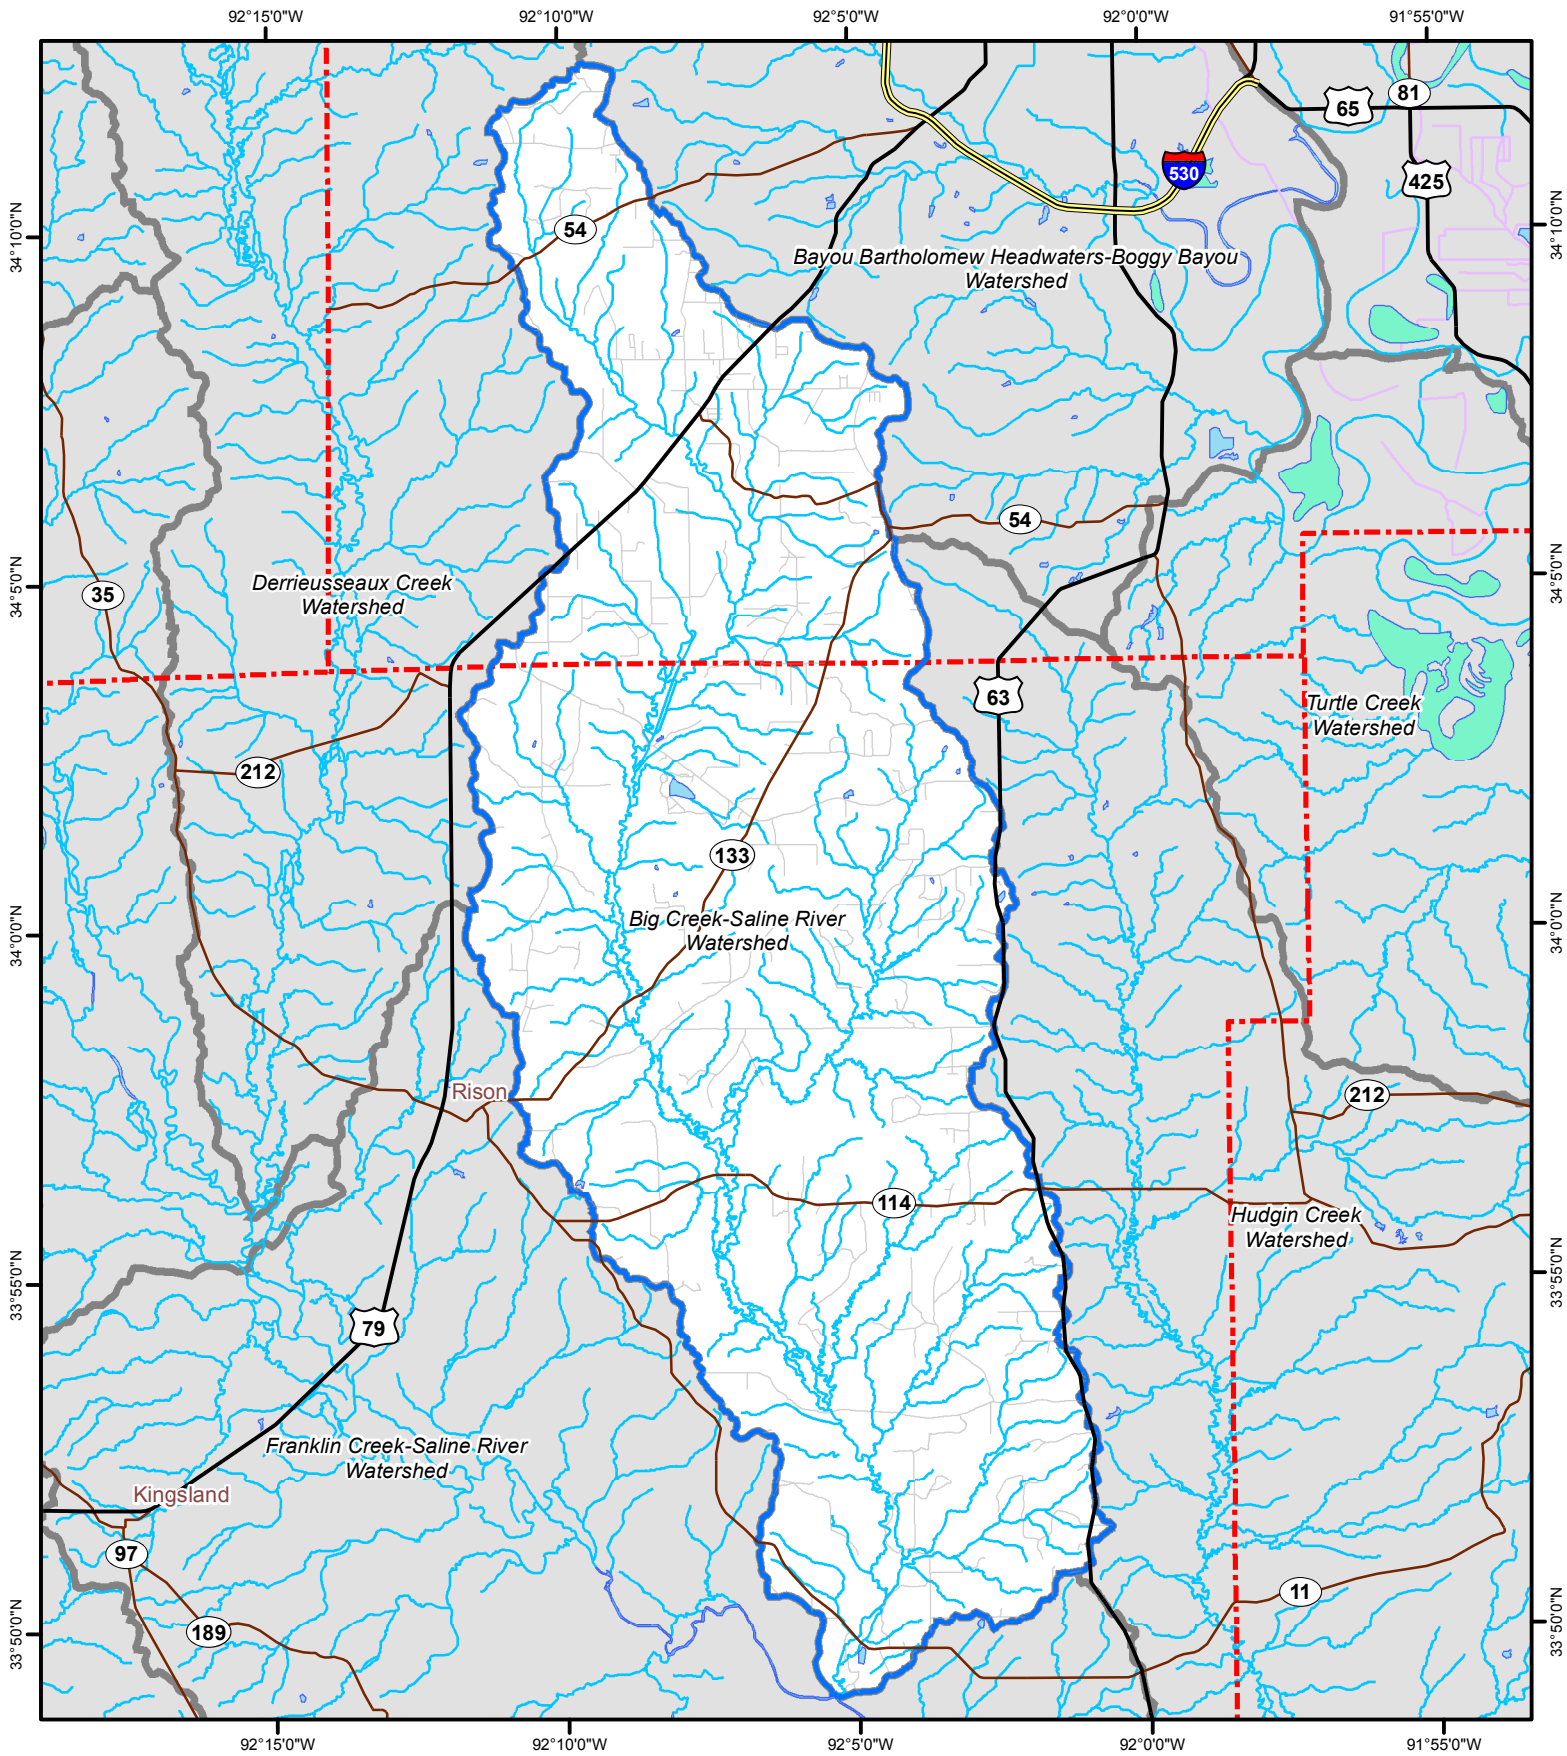 92°15'0"W
92°10'0"W
92°5'0"W
92°0'0"W
91°55'0"W
81
65
530
425
34°10'0"N
34°10'0"N
54
Bayou Bartholomew Headwaters-Boggy Bayou
Watershed
54
34°5'0"N
34°5'0"N
35
Derrieusseaux Creek
Watershed
63
Turtle Creek
Watershed
212
133
Big Creek-Saline River
Watershed
34°0'0"N
34°0'0"N
Rison
212
114
Hudgin Creek
Watershed
33°55'0"N
33°55'0"N
79
Franklin Creek-Saline River
Watershed
Kingsland
97
11
189
33°50'0"N
33°50'0"N
92°15'0"W
92°10'0"W
92°5'0"W
92°0'0"W
91°55'0"W